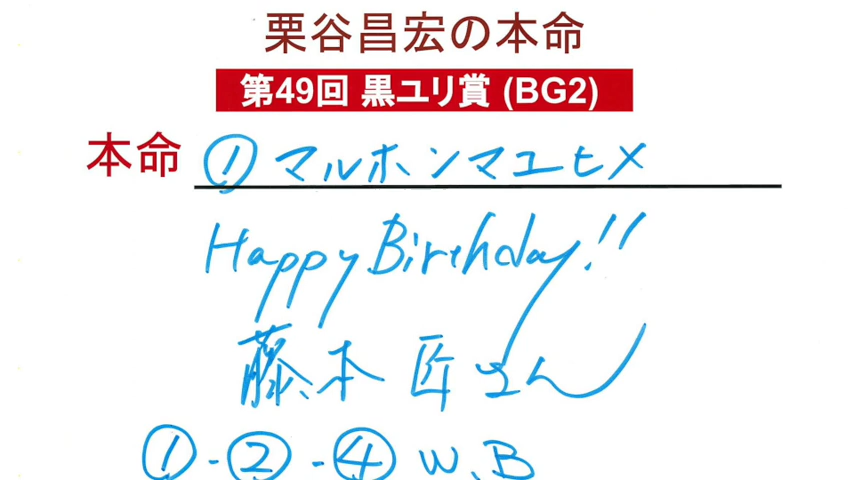 栗谷昌宏の本命
第49回 黒ユリ賞 (BG2)
本命 ① マルホンマユヒメ
Happy Birthday!!
藤本匠さん
①-②-④ W.B